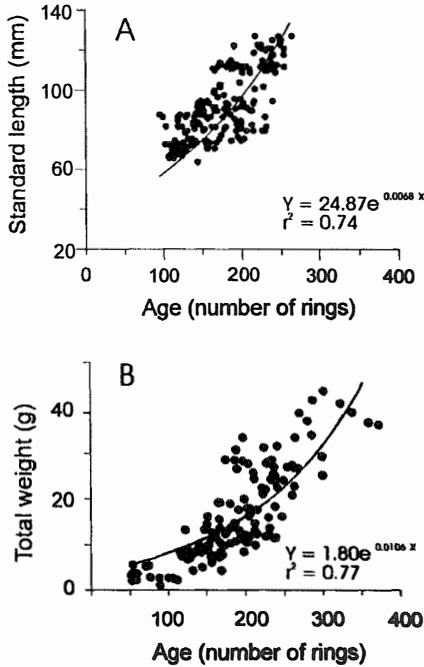 A
140
100
60
20
Standard length (mm)
Y = 24.87e^0.0068 X
r² = 0.74
0 100 200 300 400
Age (number of rings)
B
40
20
10
0
Total weight (g)
Y = 1.80e^0.0106 X
r² = 0.77
100 200 300 400
Age (number of rings)